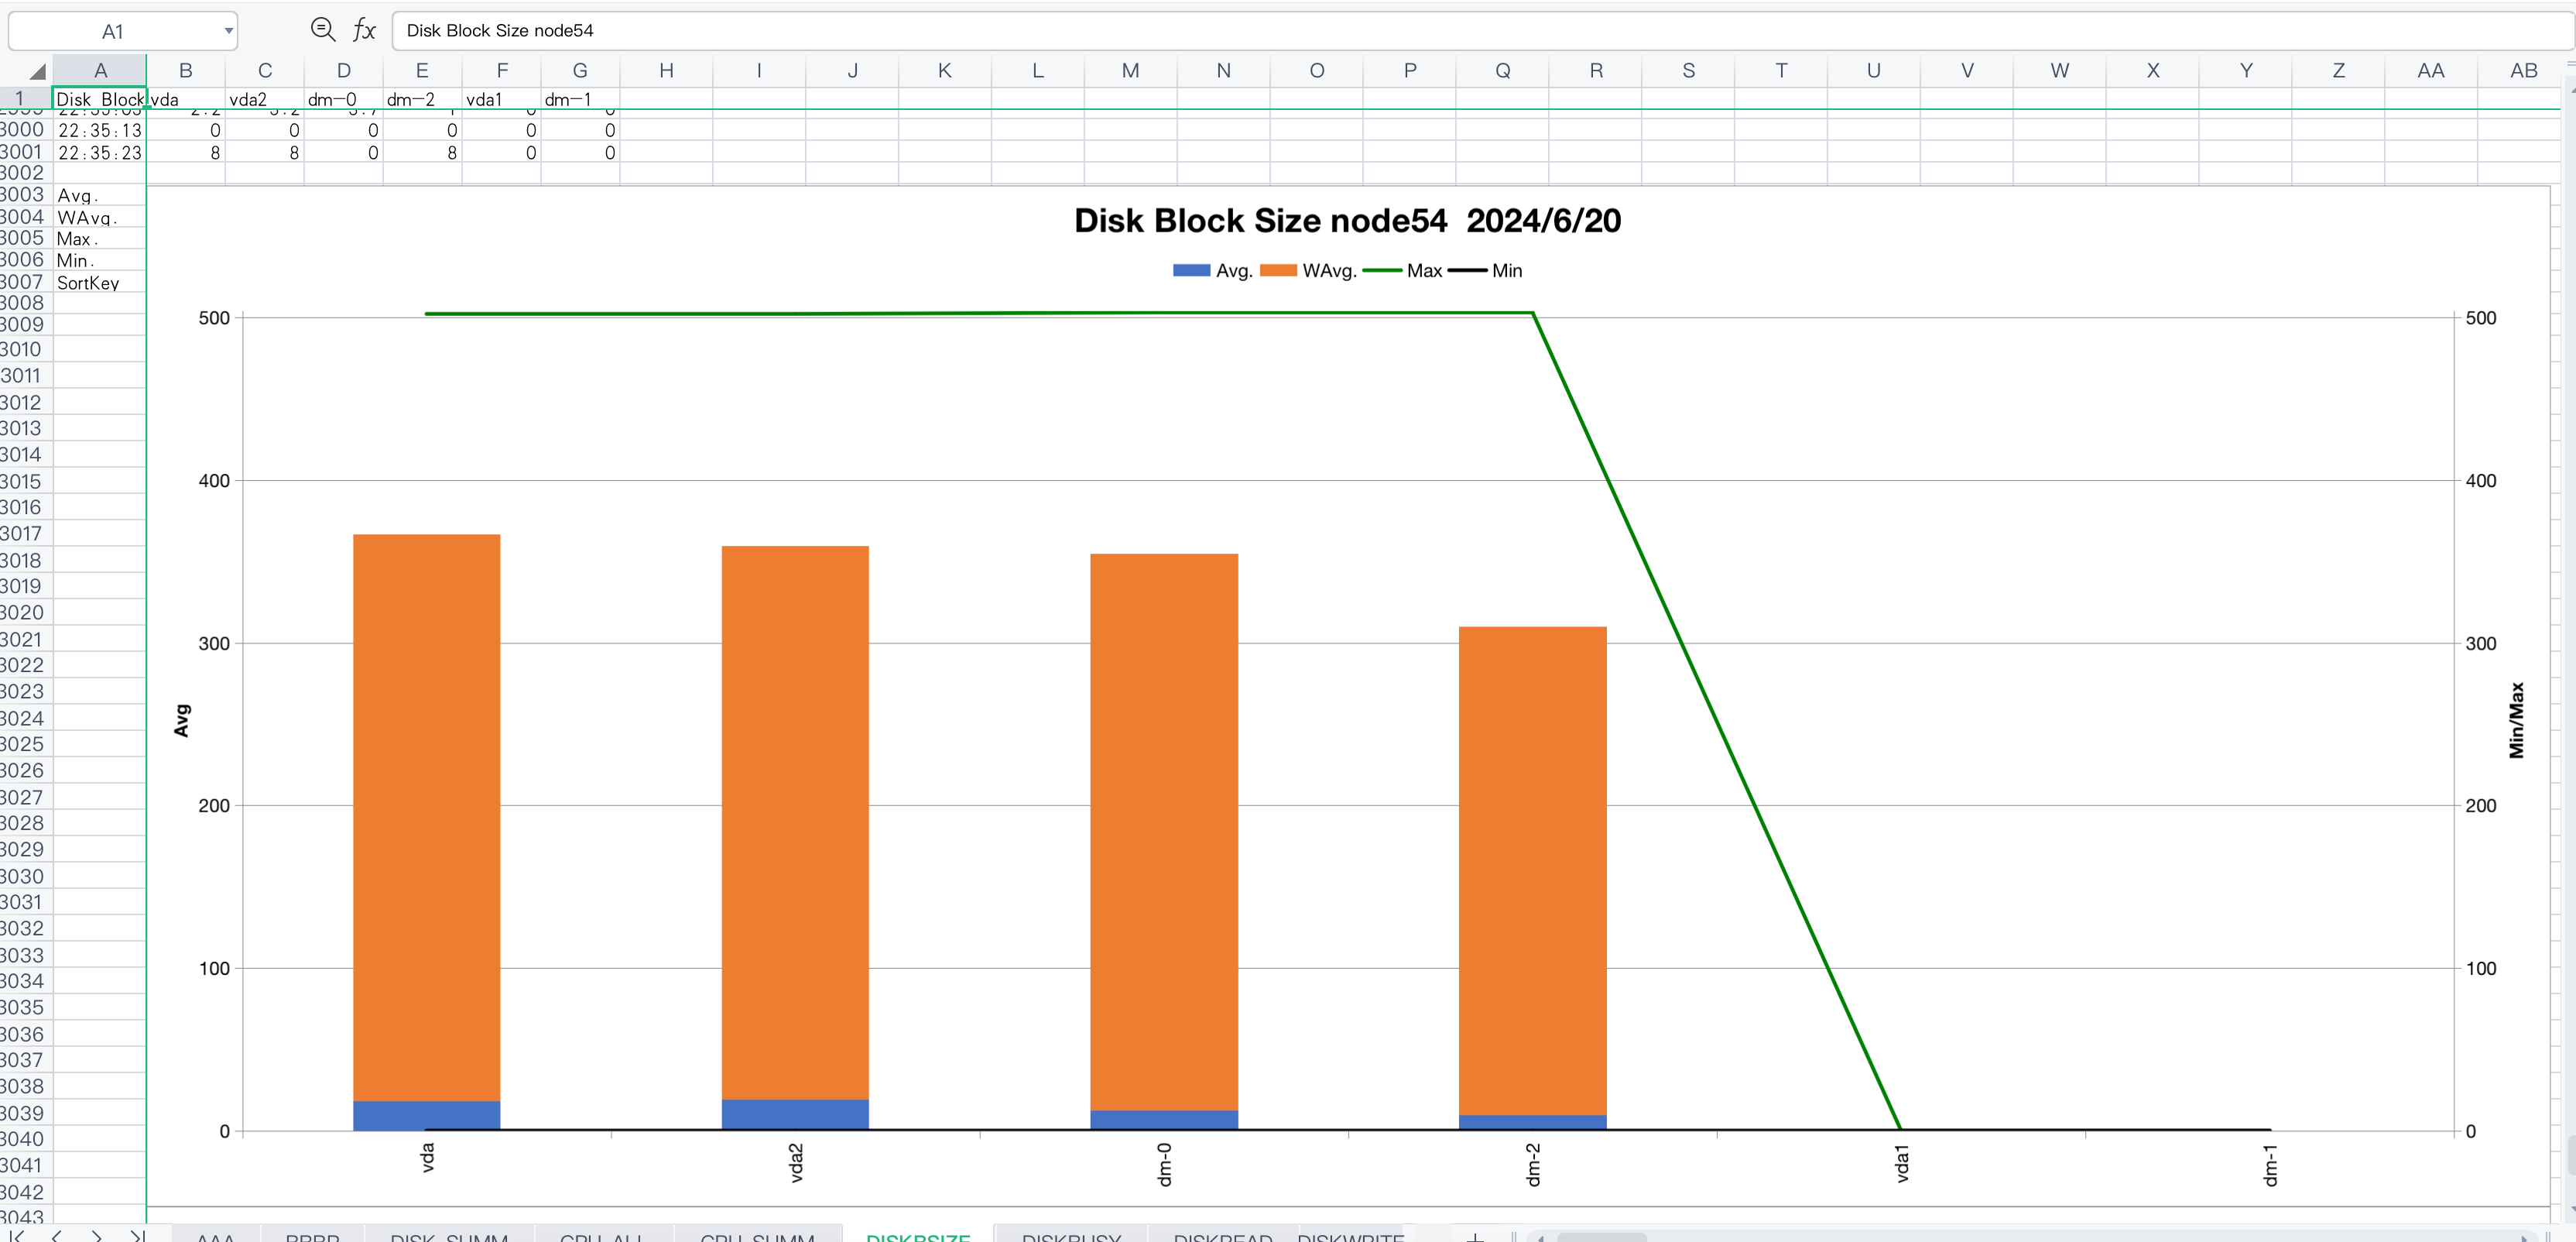 A1
Disk Block Size node54
A B C D E F G H I J K L M N O P Q R S T U V W X Y Z AA AB
1 Disk Block vda vda2 dm-0 dm-2 vda1 dm-1
3000 22:35:13 0 0 0 0 0 0
3001 22:35:23 8 8 0 8 0 0
3002
3003 Avg.
3004 WAvg.
3005 Max.
3006 Min.
3007 SortKey
3008
3009
3010
3011
3012
3013
3014
3015
3016
3017
3018
3019
3020
3021
3022
3023
3024
3025
3026
3027
3028
3029
3030
3031
3032
3033
3034
3035
3036
3037
3038
3039
3040
3041
3042
3043
Disk Block Size node54 2024/6/20
Avg. WAvg. Max Min
500 500
400 400
300 300
200 200
100 100
0 0
Avg
Min/Max
vda vda2 dm-0 dm-2 vda1 dm-1
AAA BBBP DISK_SUMM CPU_ALL CPU_SUMM DISKBSIZE DISKBUSY DISKREAD DISKWRITE